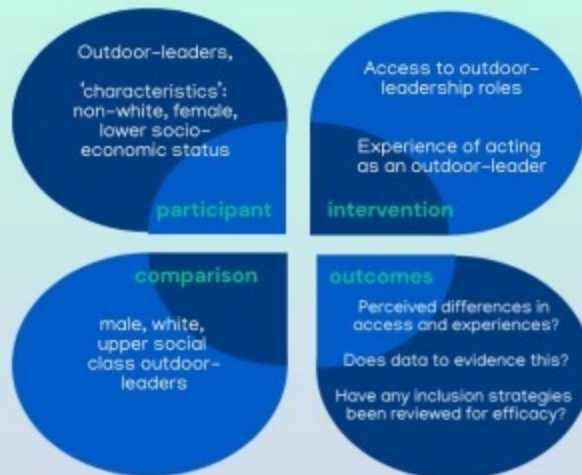 Outdoor-leaders,
'characteristics':
non-white, female,
lower socio-
economic status
participant
Access to outdoor-
leadership roles
Experience of acting
as an outdoor-leader
intervention
comparison
male, white,
upper social
class outdoor-
leaders
outcomes
Perceived differences in
access and experiences?
Does data to evidence this?
Have any inclusion strategies
been reviewed for efficacy?